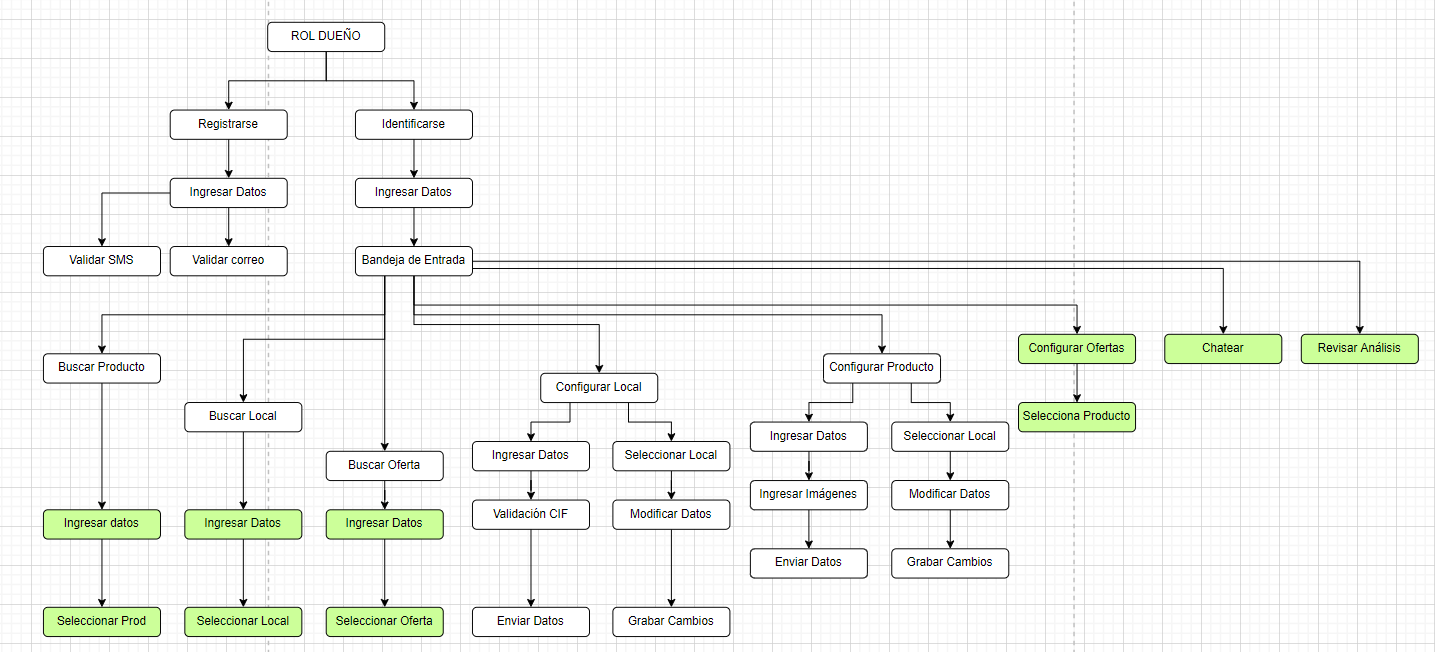 ROL DUEÑO
Registrarse
Identificarse
Ingresar Datos
Ingresar Datos
Validar SMS
Validar correo
Bandeja de Entrada
Configurar Ofertas
Chatear
Revisar Análisis
Buscar Producto
Configurar Producto
Configurar Local
Buscar Local
Selecciona Producto
Ingresar Datos
Seleccionar Local
Ingresar Datos
Seleccionar Local
Buscar Oferta
Ingresar Imágenes
Modificar Datos
Validación CIF
Modificar Datos
Ingresar datos
Ingresar Datos
Ingresar Datos
Enviar Datos
Grabar Cambios
Seleccionar Prod
Seleccionar Local
Seleccionar Oferta
Enviar Datos
Grabar Cambios